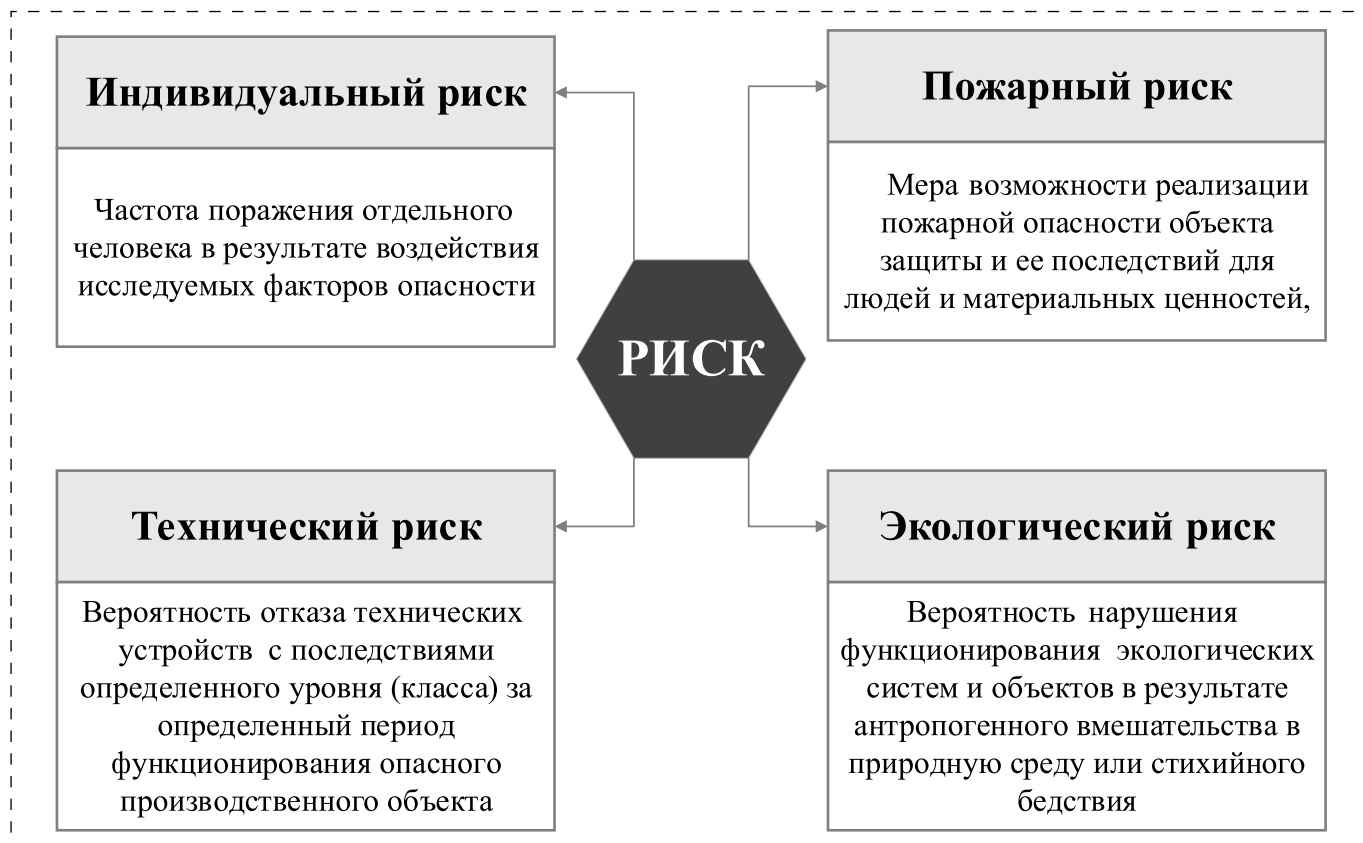 Индивидуальный риск
Частота поражения отдельного
человека в результате воздействия
исследуемых факторов опасности
Пожарный риск
Мера возможности реализации
пожарной опасности объекта
защиты и ее последствий для
людей и материальных ценностей,
РИСК
Технический риск
Вероятность отказа технических
устройств с последствиями
определенного уровня (класса) за
определенный период
функционирования опасного
производственного объекта
Экологический риск
Вероятность нарушения
функционирования экологических
систем и объектов в результате
антропогенного вмешательства в
природную среду или стихийного
бедствия